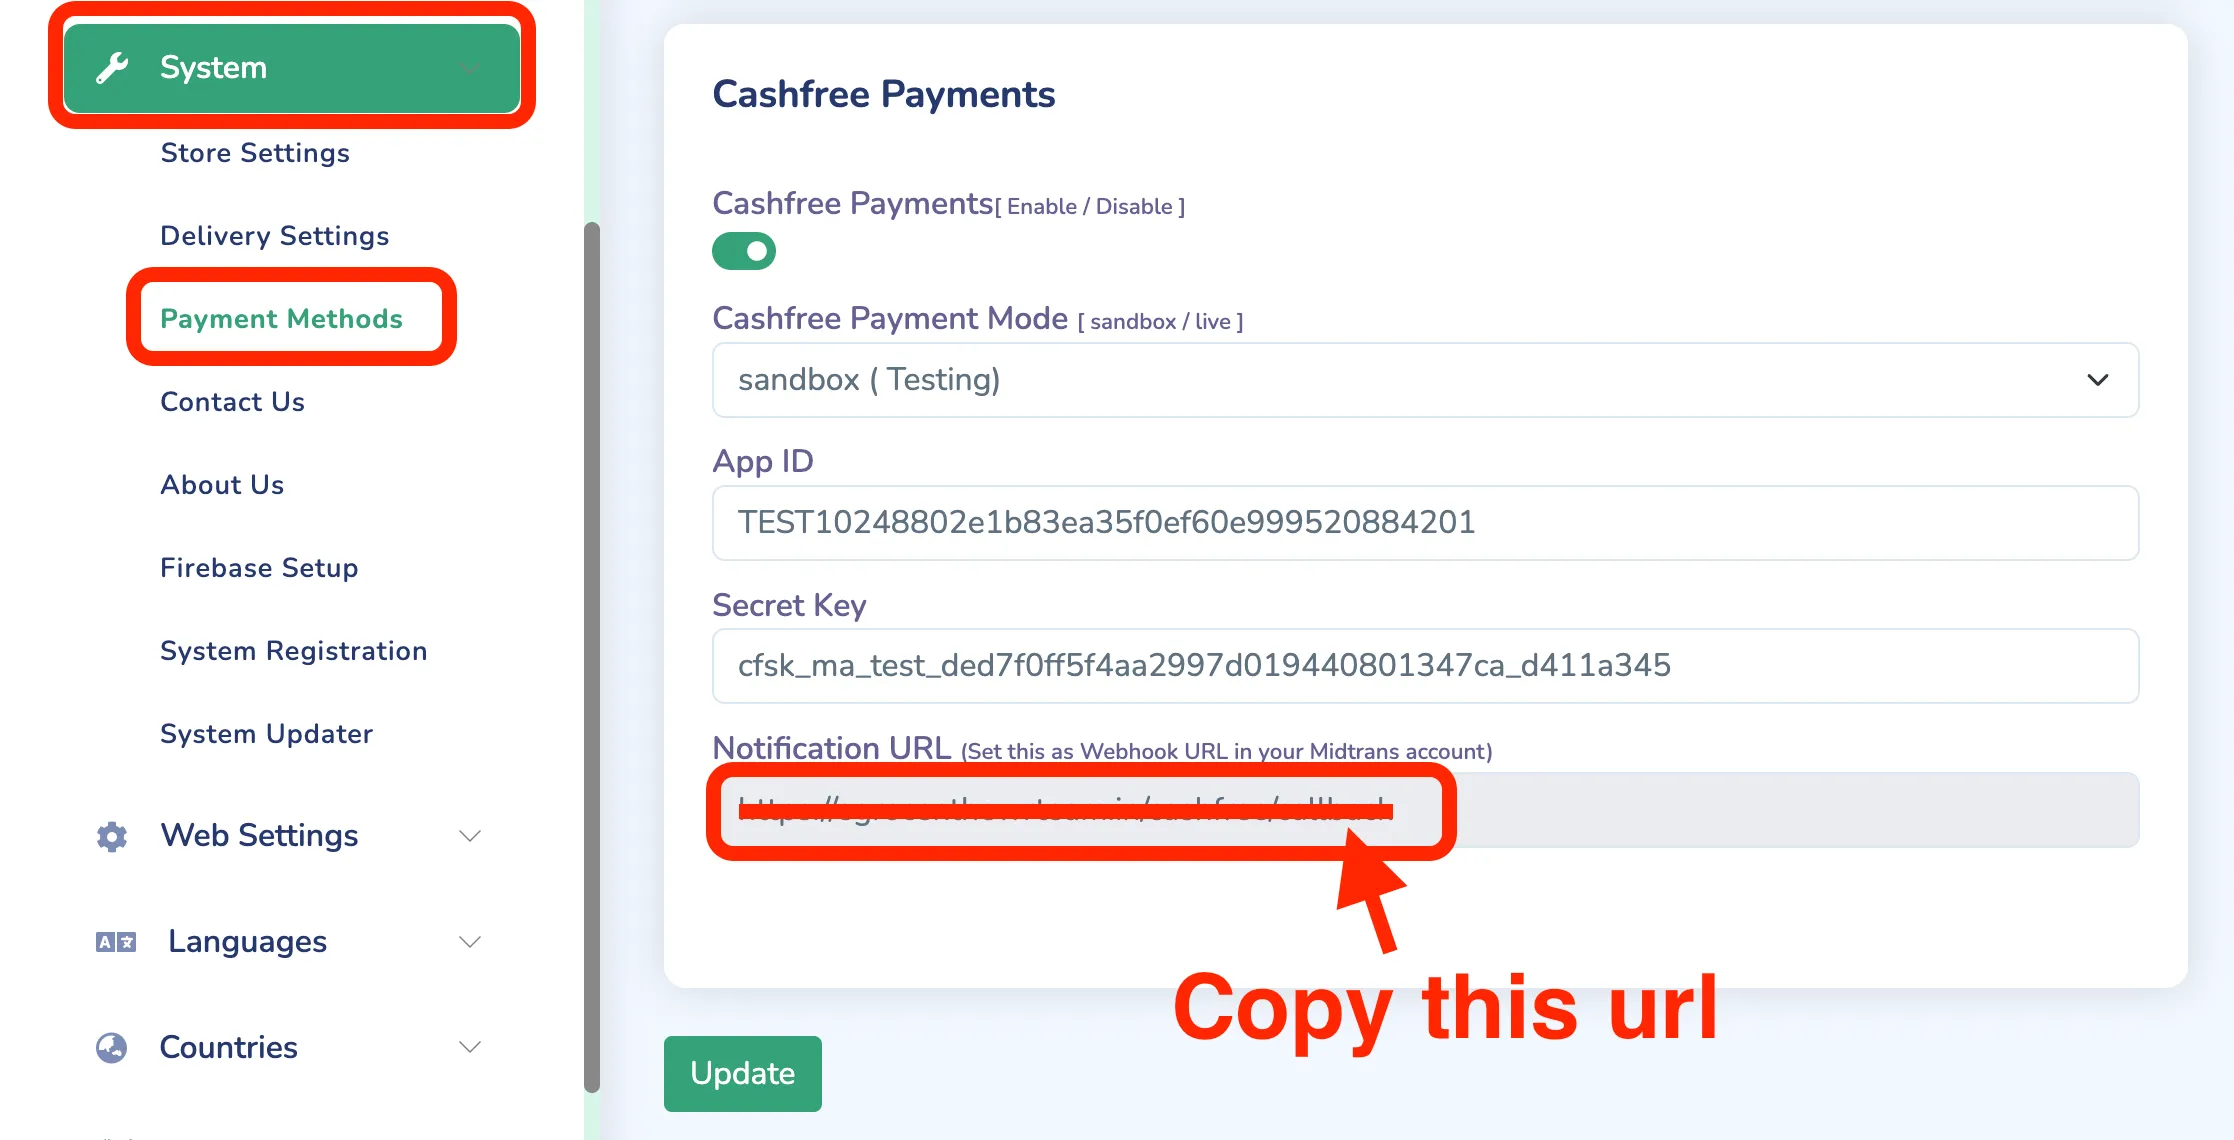 System
Store Settings
Delivery Settings
Payment Methods
Contact Us
About Us
Firebase Setup
System Registration
System Updater
Web Settings
Languages
Countries
Cashfree Payments
Cashfree Payments[ Enable / Disable ]
Cashfree Payment Mode [ sandbox / live ]
sandbox ( Testing)
App ID
TEST10248802e1b83ea35f0ef60e999520884201
Secret Key
cfsk_ma_test_ded7f0ff5f4aa2997d019440801347ca_d411a345
Notification URL (Set this as Webhook URL in your Midtrans account)
Copy this url
Update